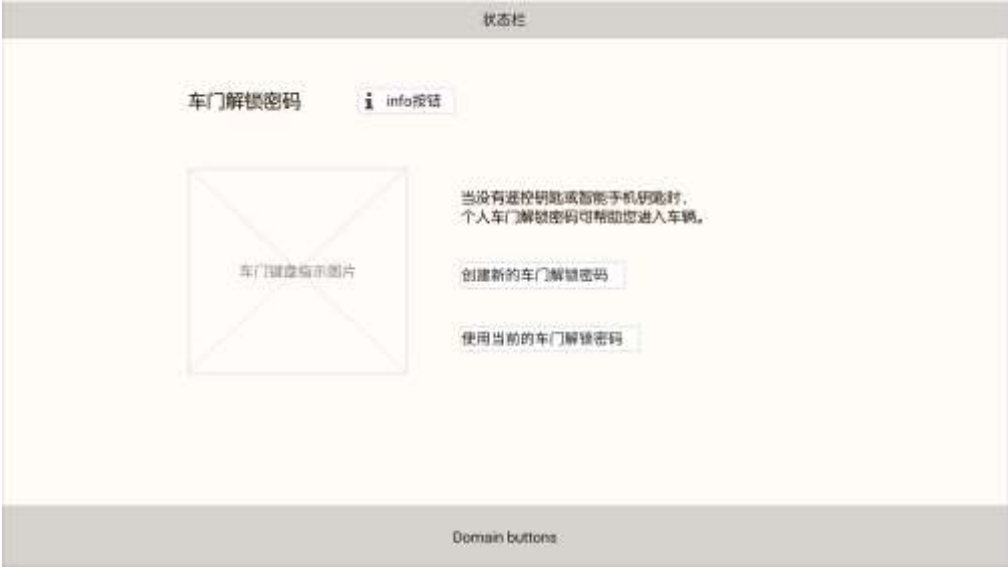 状态栏
车门解锁密码
i info按钮
当没有遥控钥匙或智能手机钥匙时,
个人车门解锁密码可帮助您进入车辆。
车门键盘指示图片
创建新的车门解锁密码
使用当前的车门解锁密码
Domain buttons